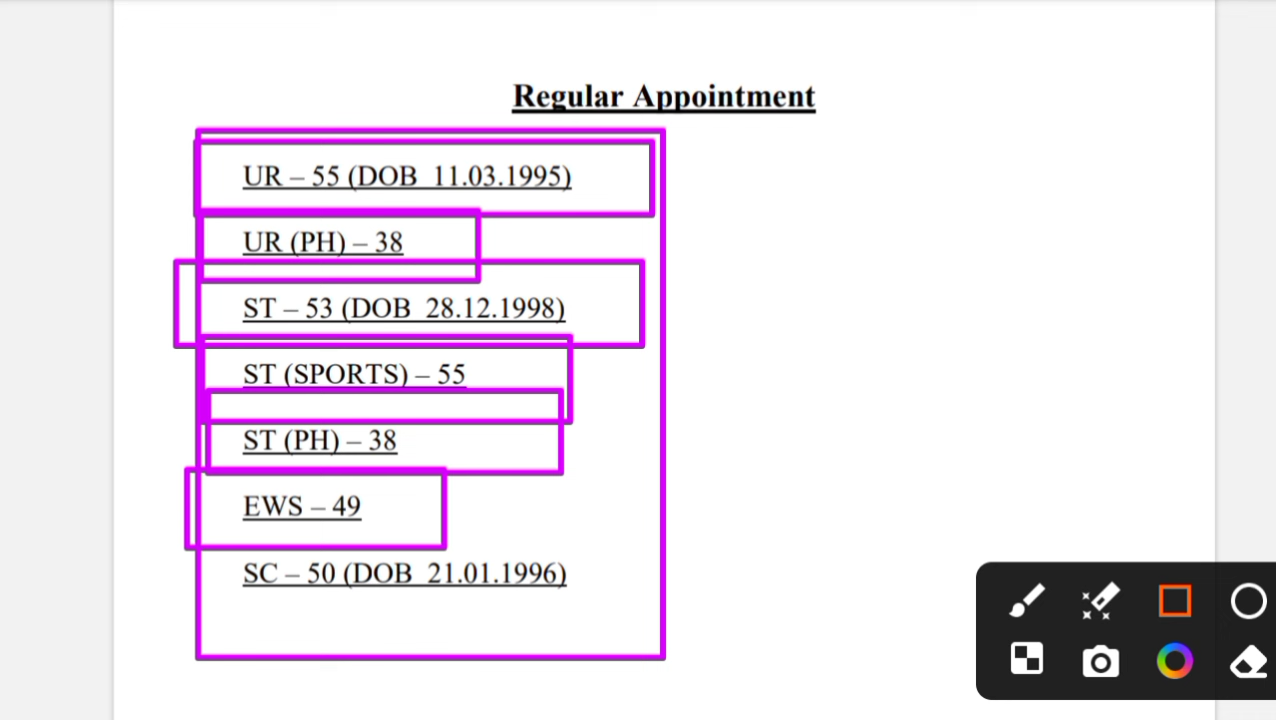 Regular Appointment
UR – 55 (DOB 11.03.1995)
UR (PH) – 38
ST – 53 (DOB 28.12.1998)
ST (SPORTS) – 55
ST (PH) – 38
EWS – 49
SC – 50 (DOB 21.01.1996)